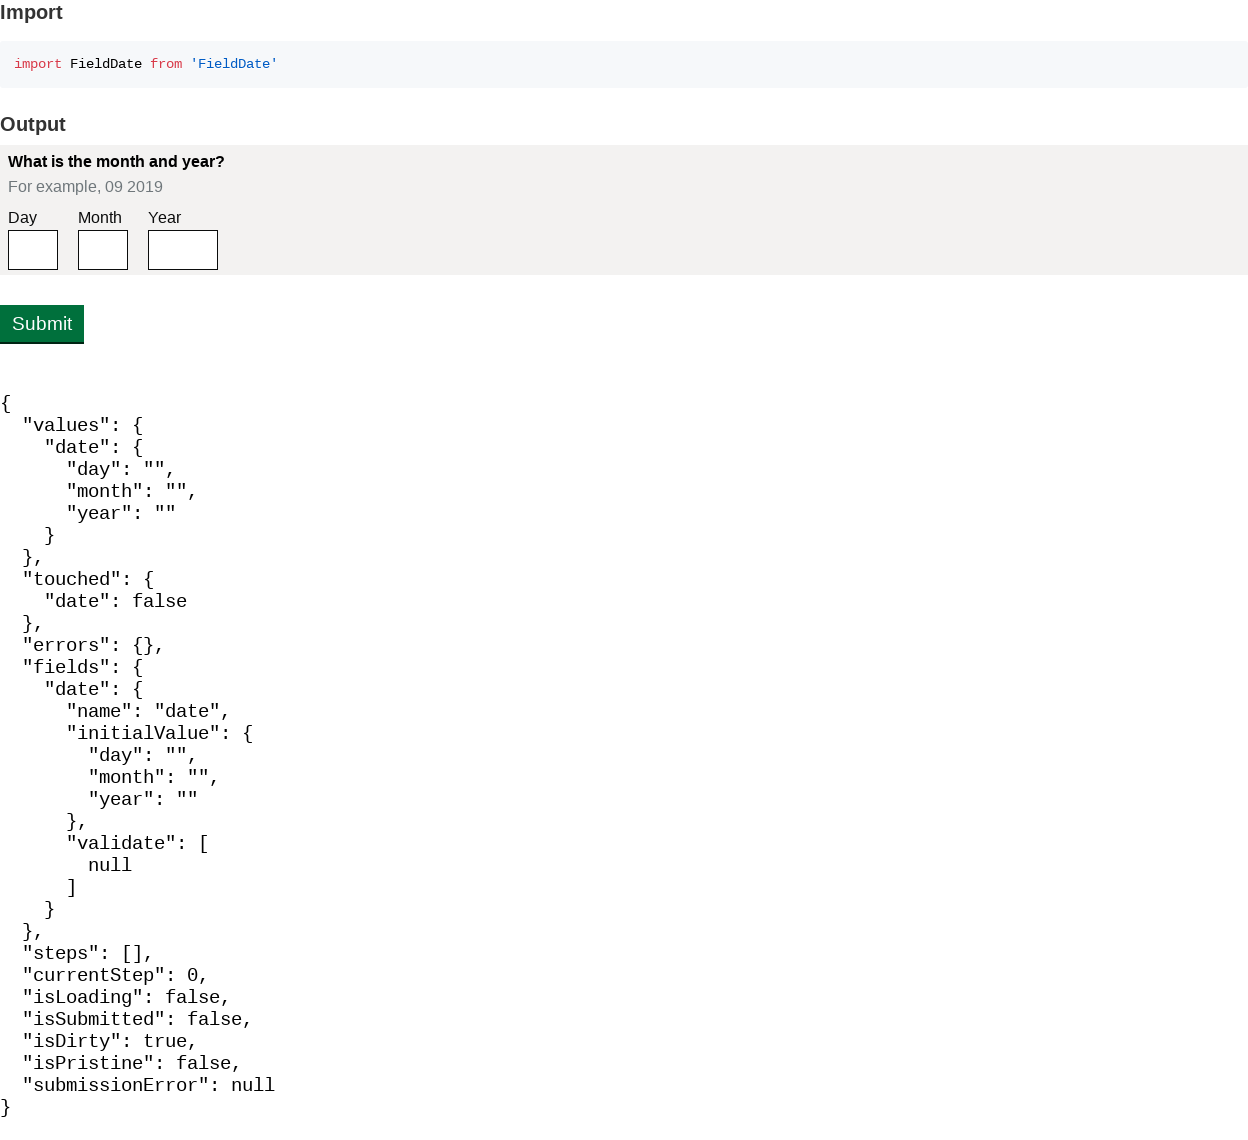 Import
import FieldDate from 'FieldDate'
Output
What is the month and year?
For example, 09 2019
Day Month Year
Submit
{
  "values": {
    "date": {
      "day": "",
      "month": "",
      "year": ""
    }
  },
  "touched": {
    "date": false
  },
  "errors": {},
  "fields": {
    "date": {
      "name": "date",
      "initialValue": {
        "day": "",
        "month": "",
        "year": ""
      },
      "validate": [
        null
      ]
    }
  },
  "steps": [],
  "currentStep": 0,
  "isLoading": false,
  "isSubmitted": false,
  "isDirty": true,
  "isPristine": false,
  "submissionError": null
}